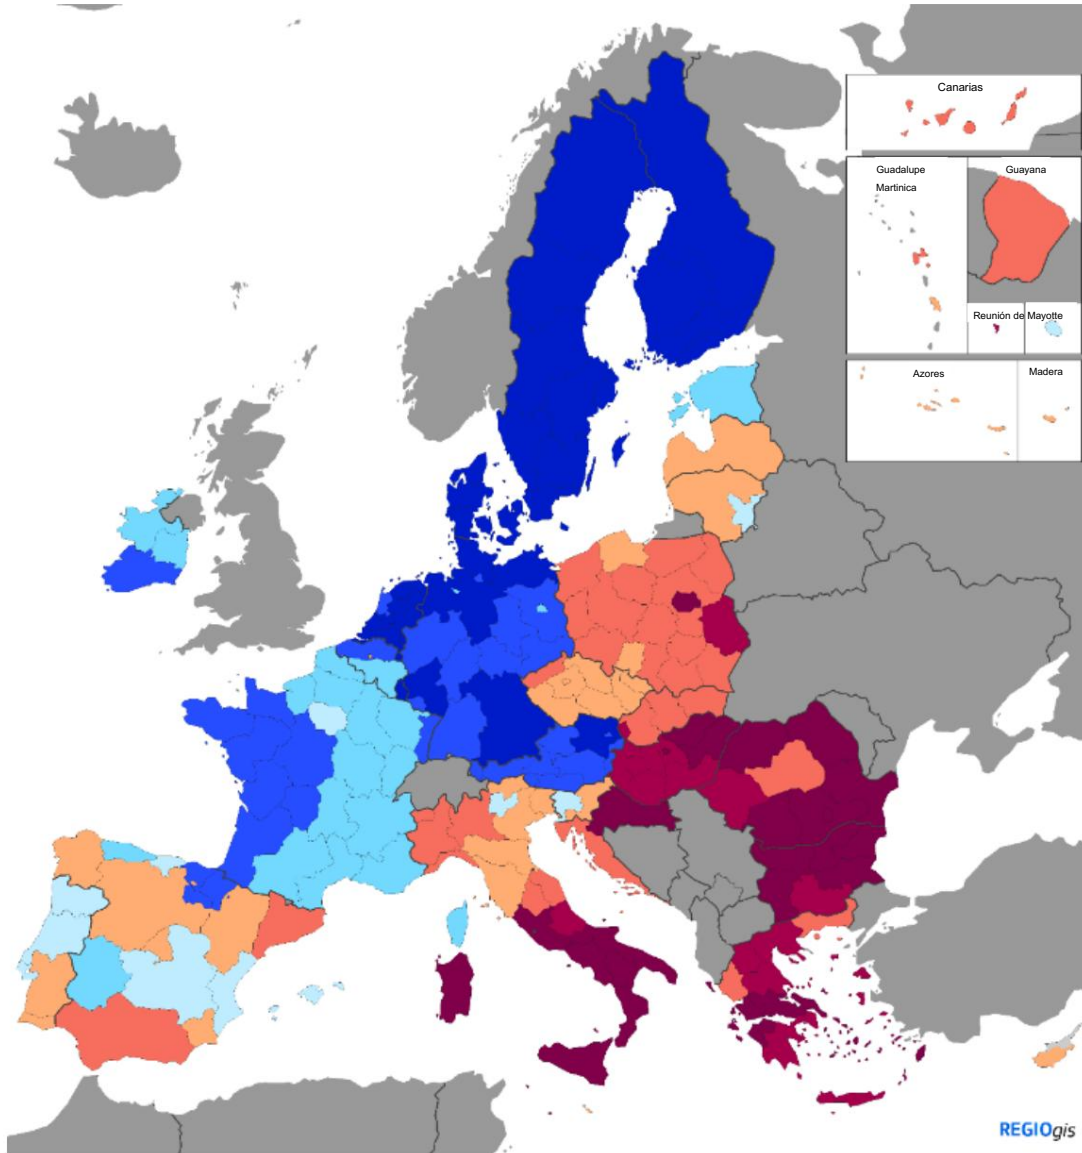 Canarias
Guadalupe
Martinica
Guayana
Reunión de Mayotte
Azores
Madera
REGIOgis